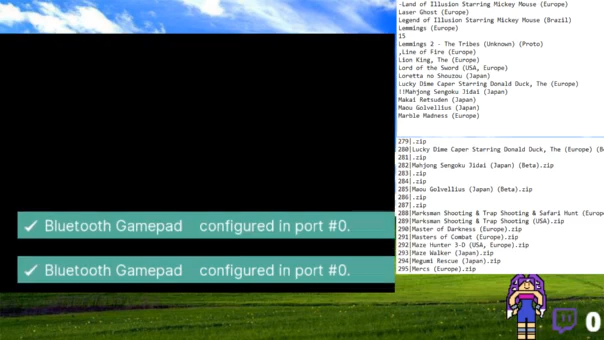 -Land of Illusion Starring Mickey Mouse (Europe)
Laser Ghost (Europe)
Legend of Illusion Starring Mickey Mouse (Brazil)
Lemmings (Europe)
15
Lemmings 2 - The Tribes (Unknown) (Proto)
,Line of Fire (Europe)
Lion King, The (Europe)
Lord of the Sword (USA, Europe)
Loretta no Shouzou (Japan)
Lucky Dime Caper Starring Donald Duck, The (Europe)
!!Mahjong Sengoku Jidai (Japan)
Makai Retsuden (Japan)
Maou Golvellius (Japan)
Marble Madness (Europe)
279|.zip
280|Lucky Dime Caper Starring Donald Duck, The (Europe) (B
281|.zip
282|Mahjong Sengoku Jidai (Japan) (Beta).zip
283|.zip
284|.zip
285|Maou Golvellius (Japan) (Beta).zip
286|.zip
287|.zip
288|Marksman Shooting & Trap Shooting & Safari Hunt (Europ
289|Marksman Shooting & Trap Shooting (USA).zip
290|Master of Darkness (Europe).zip
291|Masters of Combat (Europe).zip
292|Maze Hunter 3-D (USA, Europe).zip
293|Maze Walker (Japan).zip
294|Megumi Rescue (Japan).zip
295|Mercs (Europe).zip
✓ Bluetooth Gamepad configured in port #0.
✓ Bluetooth Gamepad configured in port #0.
0